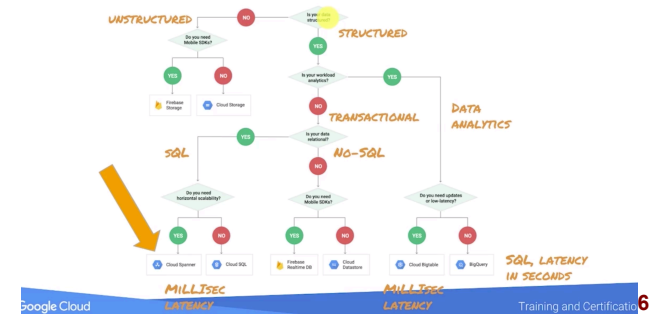 Is your data
structured?
NO
UNSTRUCTURED
Do you need
Mobile SDKs?
YES
STRUCTURED
YES
NO
Is your workload
analytics?
YES
Firebase
Storage
Cloud Storage
NO
TRANSACTIONAL
DATA
ANALYTICS
YES
Is your data
relational?
SQL
NO-SQL
NO
Do you need
horizontal scalability?
Do you need
Mobile SDKs?
Do you need updates
or low-latency?
YES
NO
YES
NO
YES
NO
Cloud Spanner
Cloud SQL
Firebase
Realtime DB
Cloud
Datastore
Cloud Bigtable
BigQuery
SQL, LATENCY
IN SECONDS
MILLISEC
LATENCY
MILLISEC
LATENCY
Google Cloud
Training and Certificatio
6